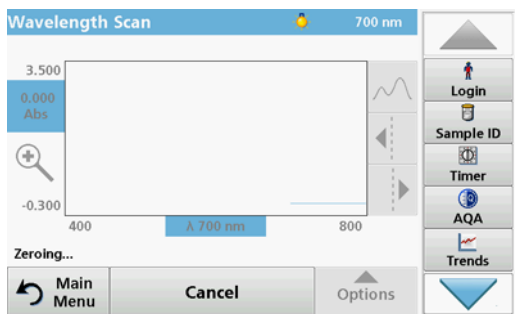 Wavelength Scan 700 nm
3.500
0.000
Abs
-0.300
400 λ 700 nm 800
Zeroing...
Main
Menu
Cancel
Options
Login
Sample ID
Timer
AQA
Trends